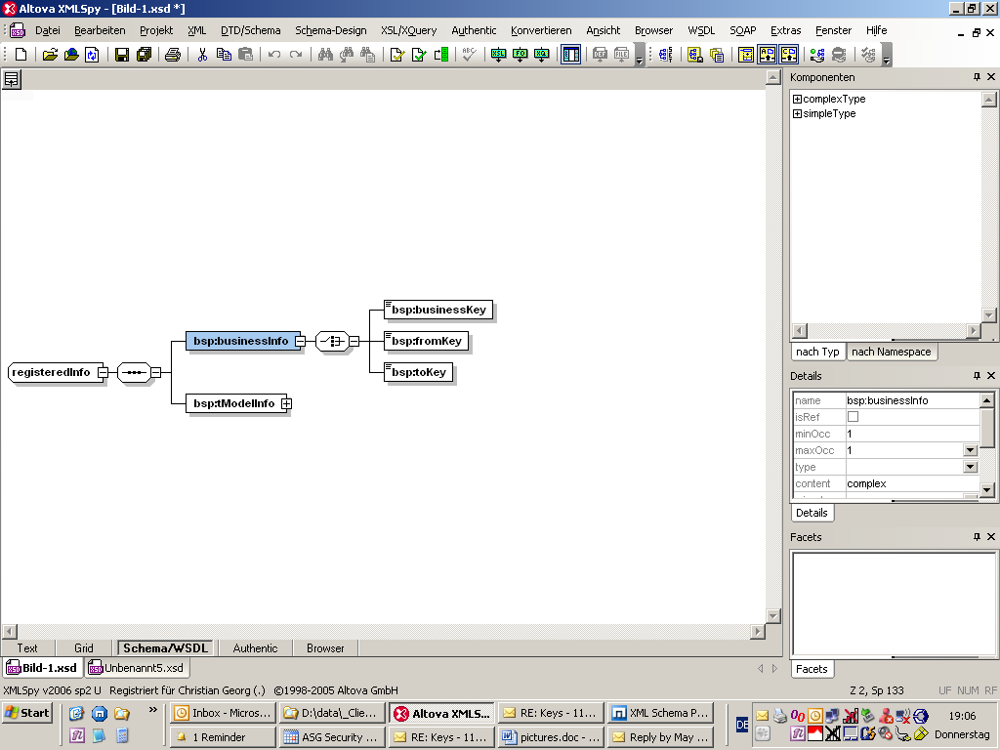 Altova XMLSpy - [Bild-1.xsd *]
Datei Bearbeiten Projekt XML DTD/Schema Schema-Design XSL/XQuery Authentic Konvertieren Ansicht Browser WSDL SOAP Extras Fenster Hilfe
ABC XSL FO XQ
registeredInfo
bsp:businessInfo
bsp:tModelInfo
bsp:businessKey
bsp:fromKey
bsp:toKey
Komponenten
complexType
simpleType
nach Typ nach Namespace
Details
name bsp:businessInfo
isRef
minOcc 1
maxOcc 1
type
content complex
Details
Facets
Facets
Text Grid Schema/WSDL Authentic Browser
Bild-1.xsd Unbenannt5.xsd
XMLSpy v2006 sp2 U Registriert für Christian Georg (.) ©1998-2005 Altova GmbH Z 2, Sp 133 UF NUM RF
Start
Inbox - Micros... D:\data\_Clie... Altova XMLS... RE: Keys - 11... XML Schema P...
1 Reminder ASG Security ... RE: Keys - 11... pictures.doc - ... Reply by May ...
DE
19:06
Donnerstag